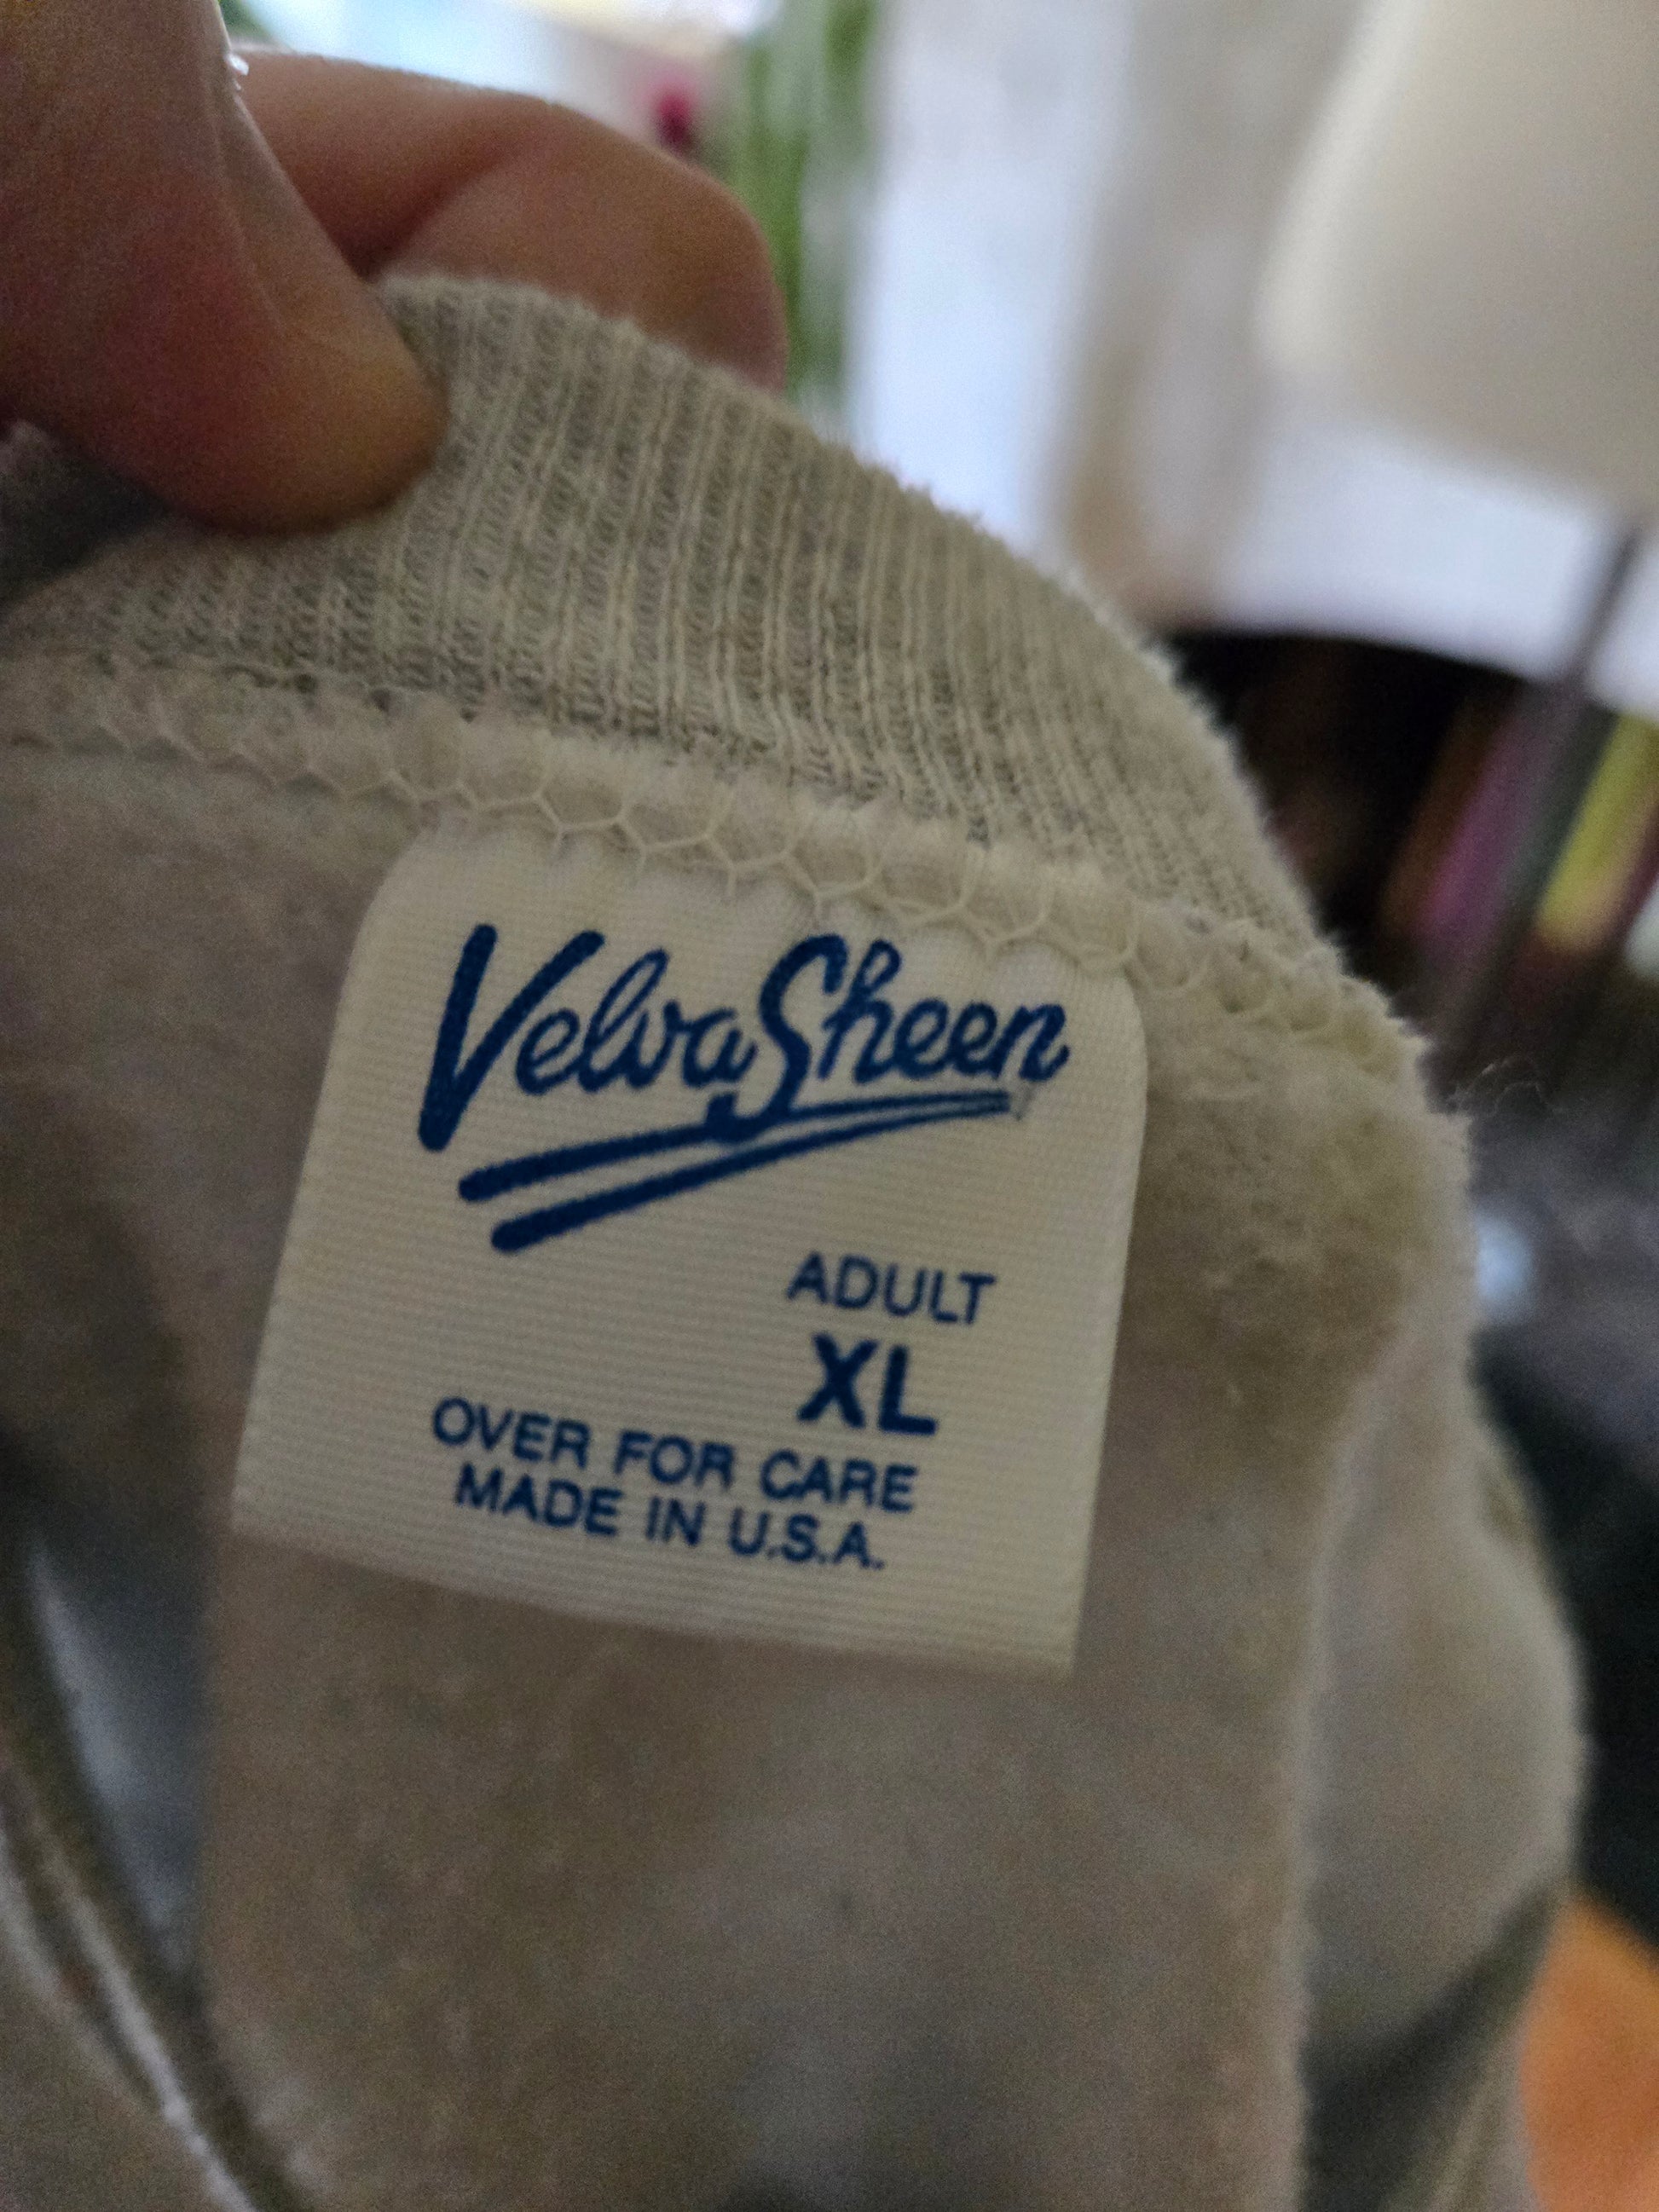 VelvaSheen
ADULT
XL
OVER FOR CARE
MADE IN U.S.A.